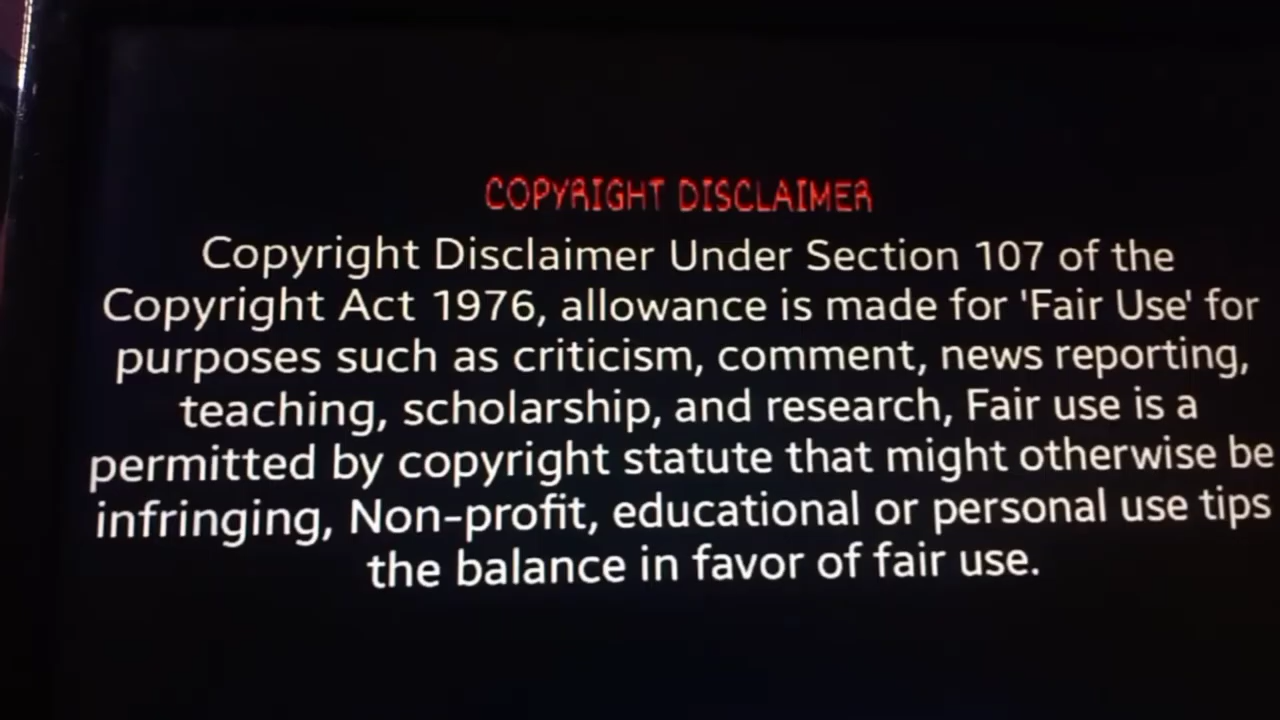 COPYRIGHT DISCLAIMER
Copyright Disclaimer Under Section 107 of the
Copyright Act 1976, allowance is made for 'Fair Use' for
purposes such as criticism, comment, news reporting,
teaching, scholarship, and research, Fair use is a
permitted by copyright statute that might otherwise be
infringing, Non-profit, educational or personal use tips
the balance in favor of fair use.